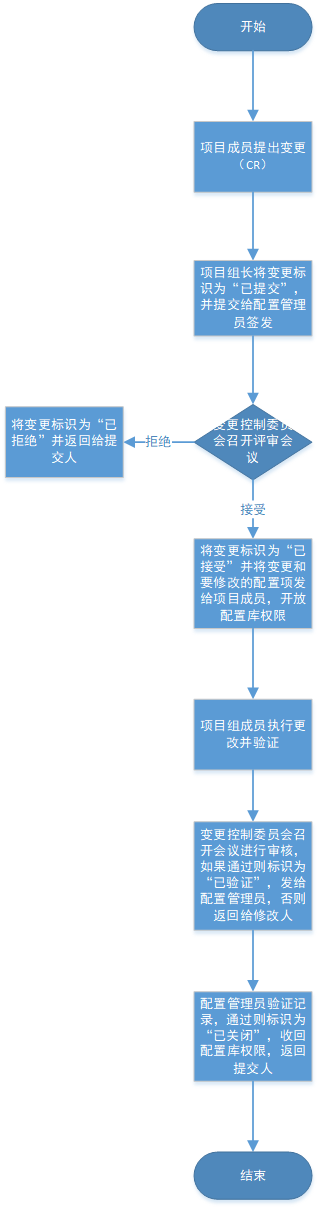 开始
项目成员提出变更
（CR）
项目组长将变更标
识为“已提交”，
并提交给配置管理
员签发
变更控制委员
会召开评审会
议
将变更标识为“已
拒绝”并返回给提
交人
拒绝
接受
将变更标识为“已
接受”并将变更和
要修改的配置项发
给项目成员，开放
配置库权限
项目组成员执行更
改并验证
变更控制委员会召
开会议进行审核，
如果通过则标识为
“已验证”，发给
配置管理员，否则
返回给修改人
配置管理员验证记
录，通过则标识为
“已关闭”，收回
配置库权限，返回
提交人
结束